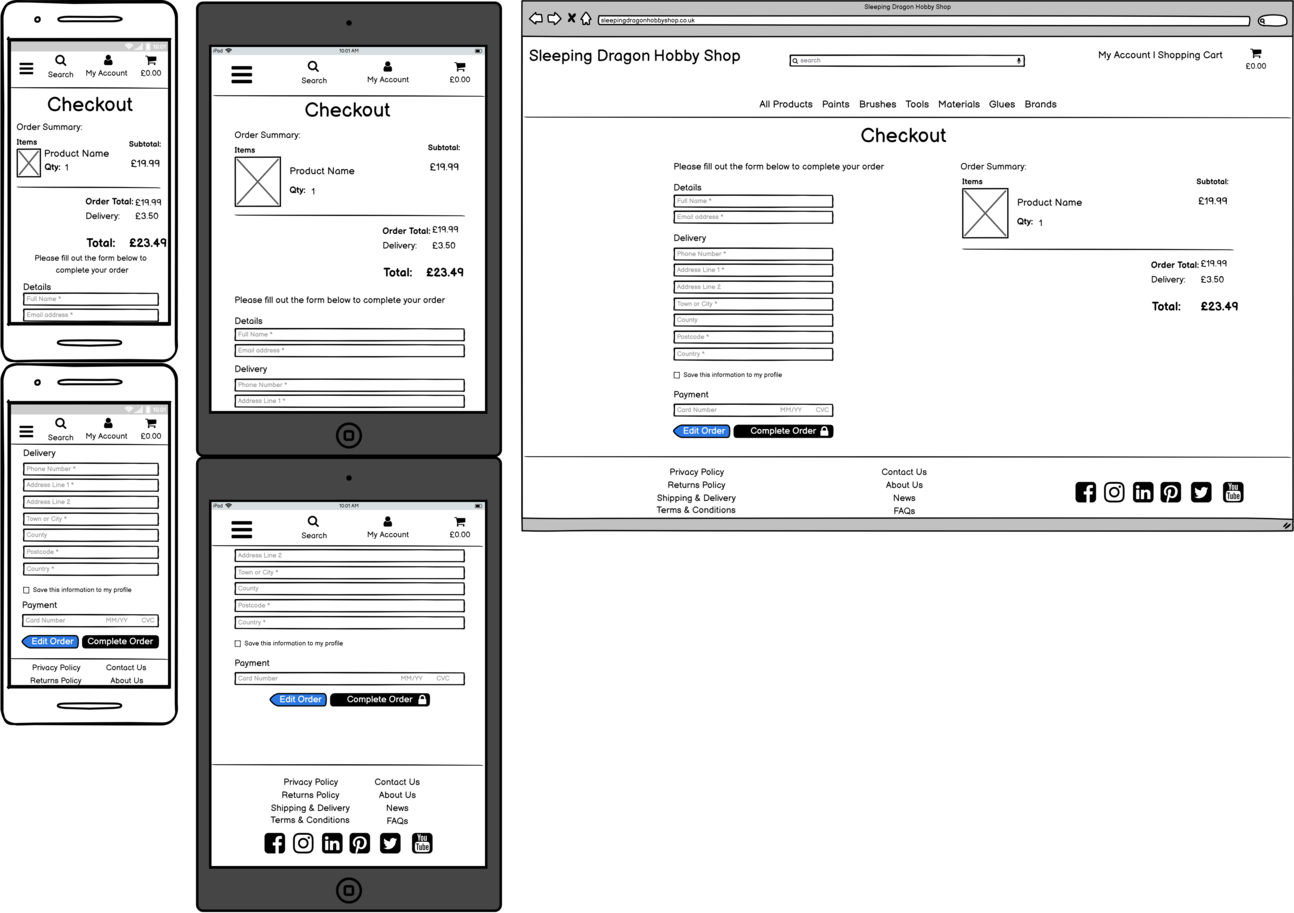 10:01
Search
My Account
£0.00
Checkout
Order Summary:
Items
Subtotal:
Product Name
£19.99
Qty: 1
Order Total: £19.99
Delivery: £3.50
Total: £23.49
Please fill out the form below to
complete your order
Details
Full Name *
Email address *
10:01
Search
My Account
£0.00
Delivery
Phone Number *
Address Line 1 *
Address Line 2
Town or City *
County
Postcode *
Country *
Save this information to my profile
Payment
Card Number MM/YY CVC
Edit Order Complete Order
Privacy Policy Contact Us
Returns Policy About Us
iPod 10:01 AM
Search
My Account
£0.00
Checkout
Order Summary:
Items
Subtotal:
Product Name
£19.99
Qty: 1
Order Total: £19.99
Delivery: £3.50
Total: £23.49
Please fill out the form below to complete your order
Details
Full Name *
Email address *
Delivery
Phone Number *
Address Line 1 *
iPod 10:01 AM
Search
My Account
£0.00
Address Line 2
Town or City *
County
Postcode *
Country *
Save this information to my profile
Payment
Card Number MM/YY CVC
Edit Order Complete Order
Privacy Policy Contact Us
Returns Policy About Us
Shipping & Delivery News
Terms & Conditions FAQs
You
Tube
Sleeping Dragon Hobby Shop
sleepingdragonhobbyshop.co.uk
Sleeping Dragon Hobby Shop
search
My Account | Shopping Cart
£0.00
All Products Paints Brushes Tools Materials Glues Brands
Checkout
Please fill out the form below to complete your order
Details
Full Name *
Email address *
Delivery
Phone Number *
Address Line 1 *
Address Line 2
Town or City *
County
Postcode *
Country *
Save this information to my profile
Payment
Card Number MM/YY CVC
Edit Order Complete Order
Order Summary:
Items
Subtotal:
Product Name
£19.99
Qty: 1
Order Total: £19.99
Delivery: £3.50
Total: £23.49
Privacy Policy Contact Us
Returns Policy About Us
Shipping & Delivery News
Terms & Conditions FAQs
You
Tube